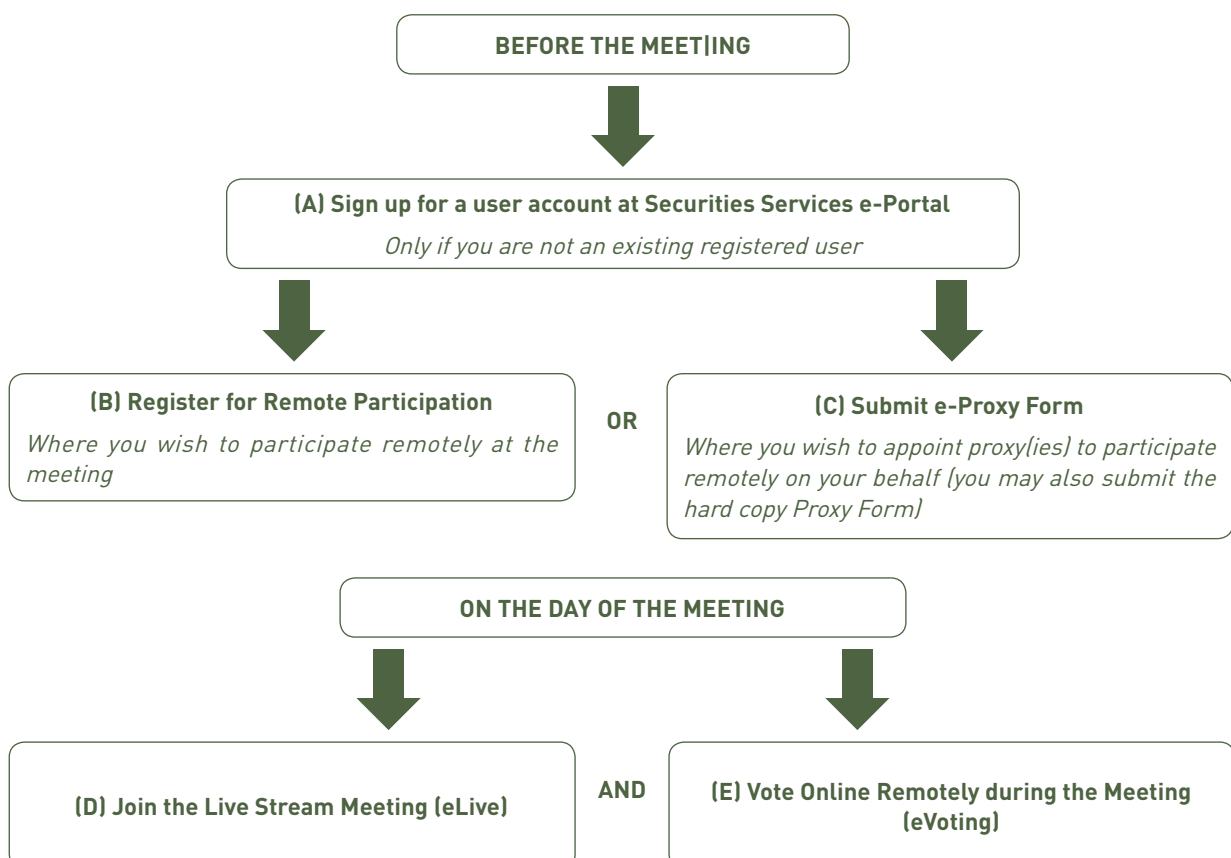 BEFORE THE MEET|ING
(A) Sign up for a user account at Securities Services e-Portal
Only if you are not an existing registered user
(B) Register for Remote Participation
Where you wish to participate remotely at the
meeting
OR
(C) Submit e-Proxy Form
Where you wish to appoint proxy(ies) to participate
remotely on your behalf (you may also submit the
hard copy Proxy Form)
ON THE DAY OF THE MEETING
(D) Join the Live Stream Meeting (eLive)
AND
(E) Vote Online Remotely during the Meeting
(eVoting)